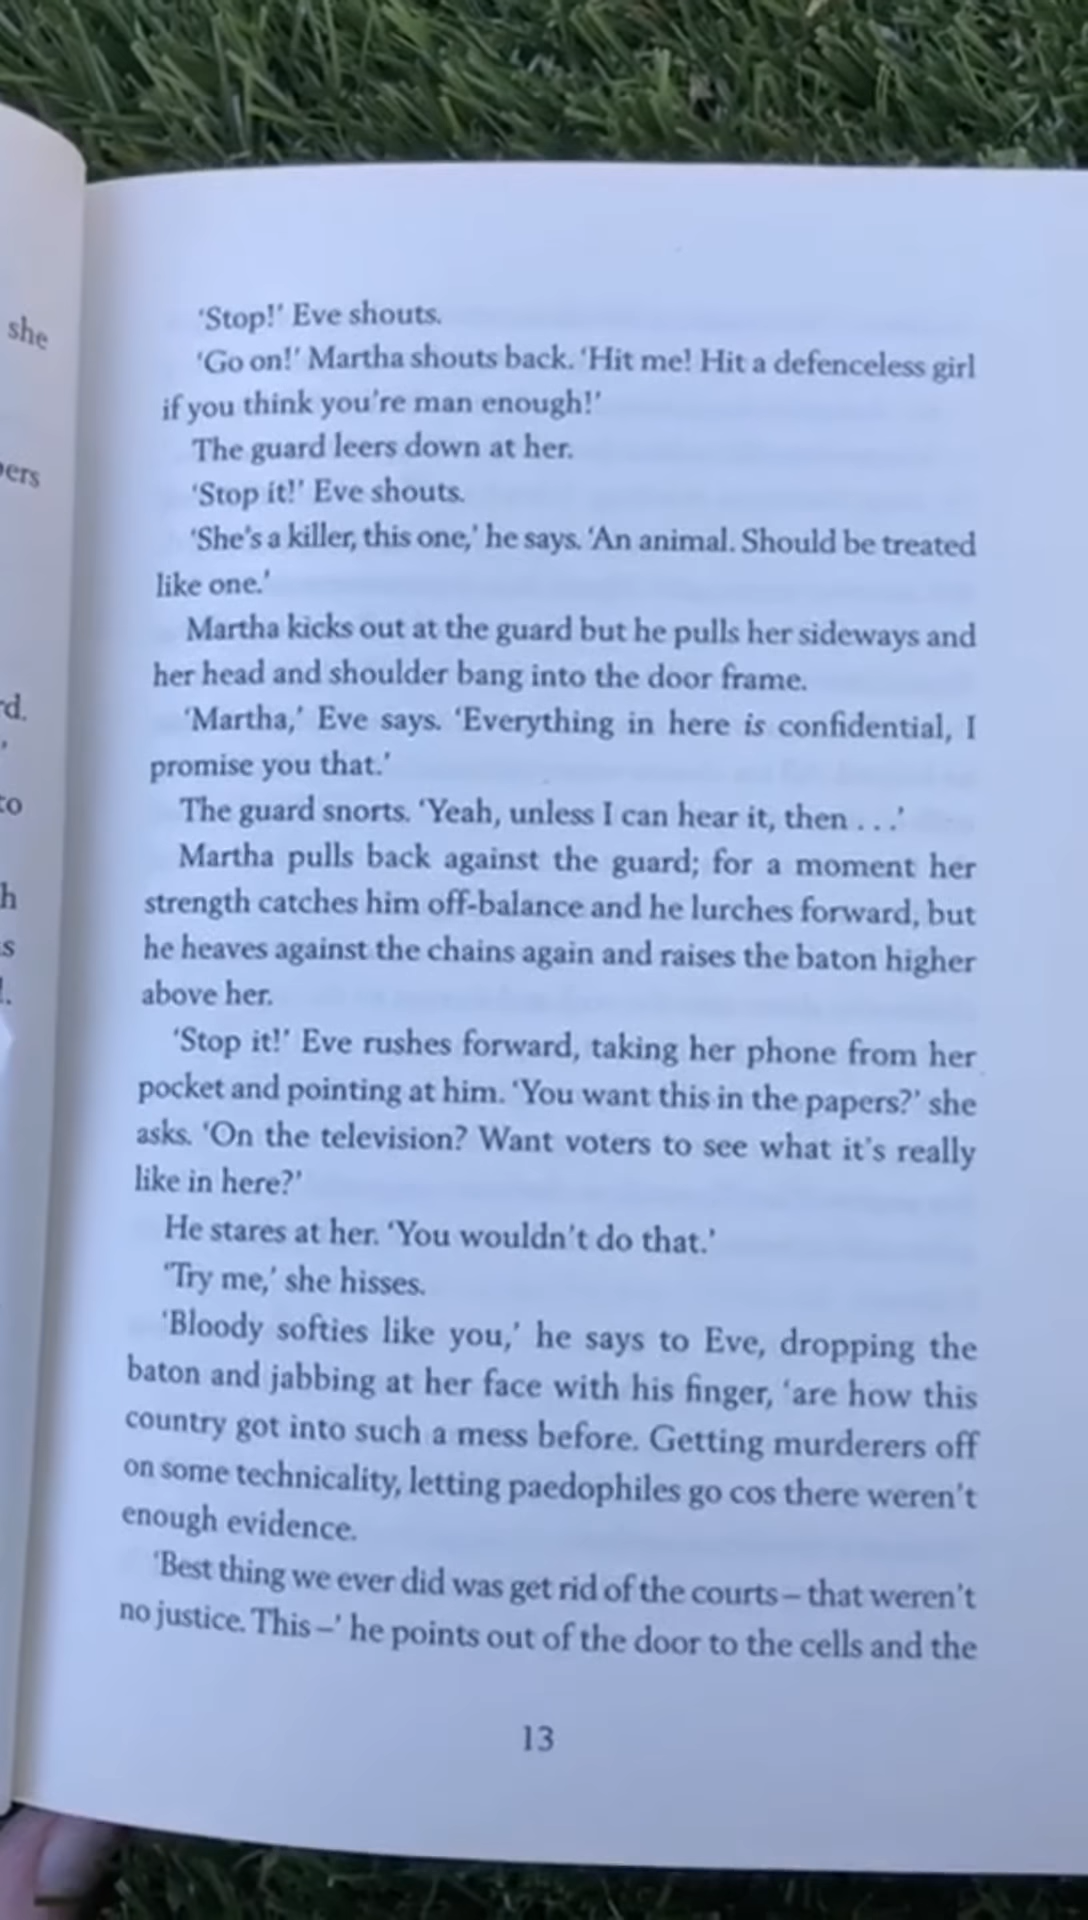 she
to
'Stop!' Eve shouts.
'Go on!' Martha shouts back. 'Hit me! Hit a defenceless girl
if you think you're man enough!'
The guard leers down at her.
'Stop it!' Eve shouts.
'She's a killer, this one,' he says. 'An animal. Should be treated
like one.'
Martha kicks out at the guard but he pulls her sideways and
her head and shoulder bang into the door frame.
'Martha,' Eve says. 'Everything in here is confidential, I
promise you that.'
The guard snorts. 'Yeah, unless I can hear it, then . . .'
Martha pulls back against the guard; for a moment her
strength catches him off-balance and he lurches forward, but
he heaves against the chains again and raises the baton higher
above her.
'Stop it!' Eve rushes forward, taking her phone from her
pocket and pointing at him. 'You want this in the papers?' she
asks. 'On the television? Want voters to see what it's really
like in here?'
He stares at her. 'You wouldn't do that.'
'Try me,' she hisses.
'Bloody softies like you,' he says to Eve, dropping the
baton and jabbing at her face with his finger, 'are how this
country got into such a mess before. Getting murderers off
on some technicality, letting paedophiles go cos there weren't
enough evidence.
'Best thing we ever did was get rid of the courts – that weren't
no justice. This –' he points out of the door to the cells and the
13